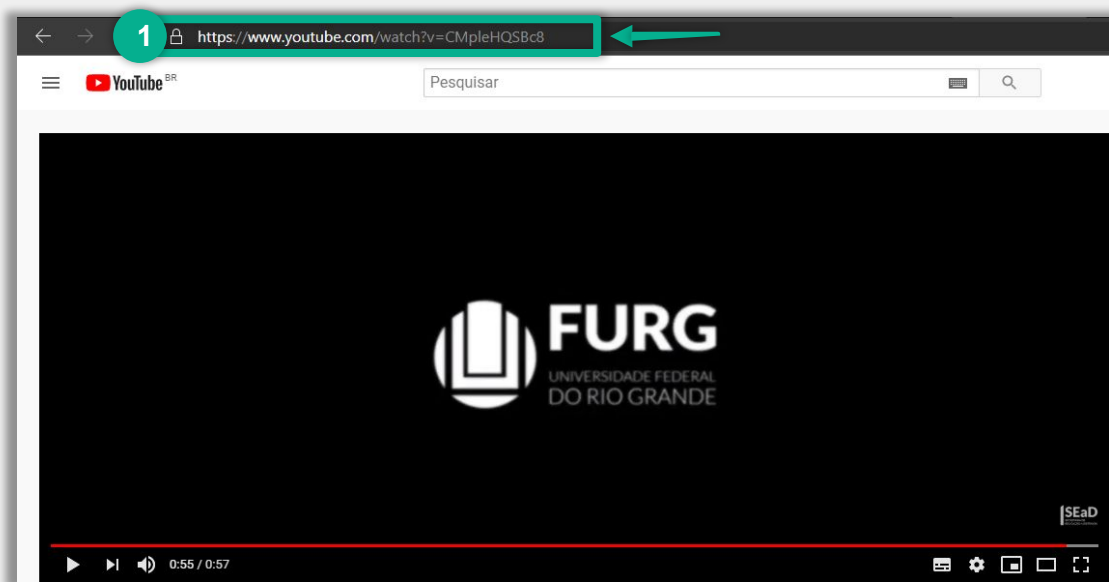 1
https://www.youtube.com/watch?v=CMpleHQSBc8
YouTube BR
Pesquisar
FURG
UNIVERSIDADE FEDERAL
DO RIO GRANDE
SEaD
0:55 / 0:57